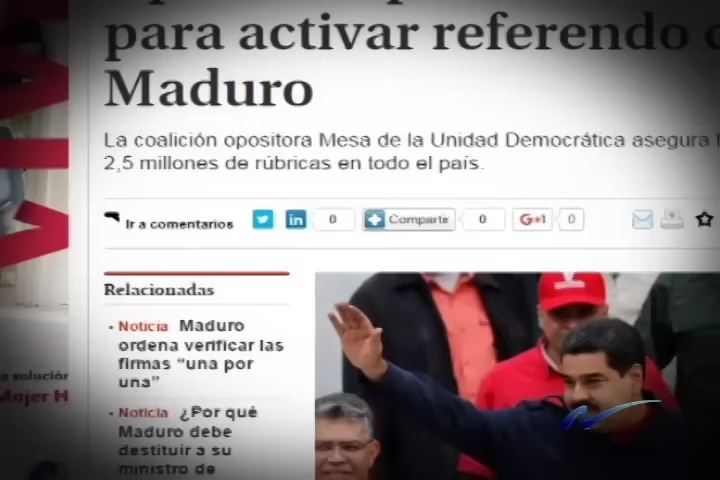 para activar referendo
Maduro
La coalición opositora Mesa de la Unidad Democrática asegura
2,5 millones de rúbricas en todo el país.
Ir a comentarios
in
0
Compartir
0
G+1
0
Relacionadas
• Noticia Maduro
ordena verificar las
firmas “una por
una”
• Noticia ¿Por qué
Maduro debe
destituir a su
ministro de
a solución
Mujer H